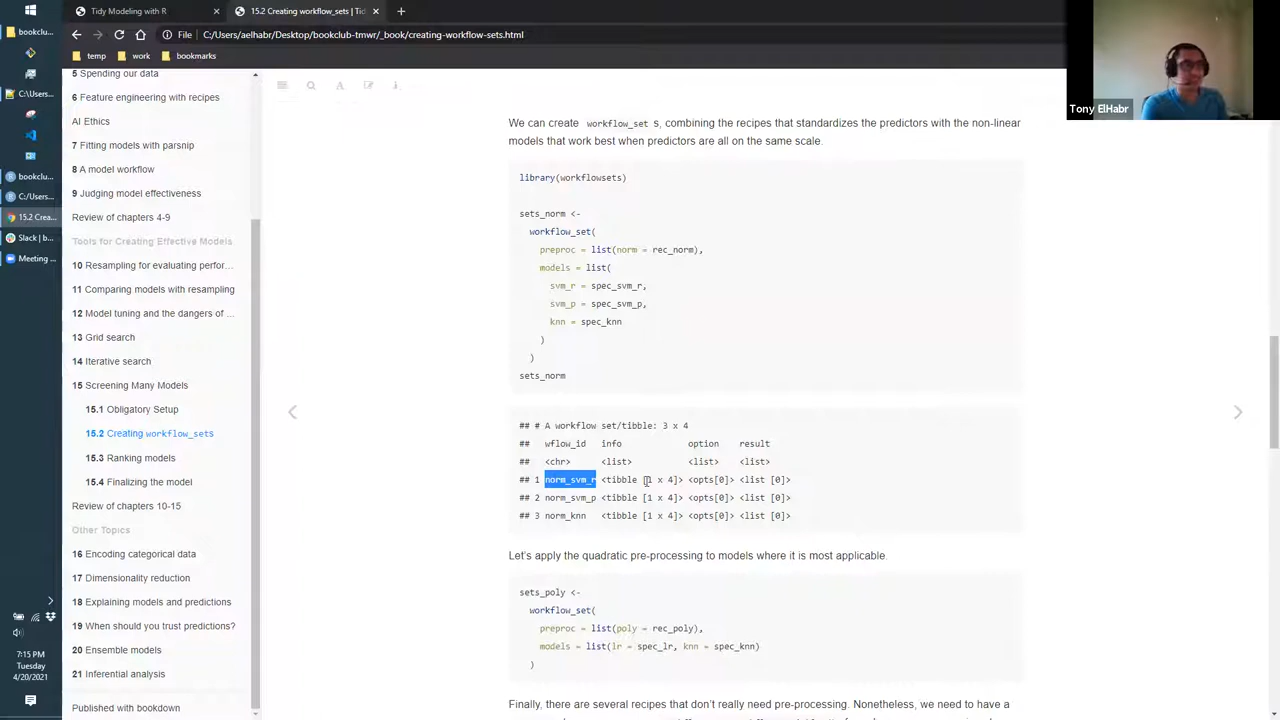 Tidy Modeling with R
15.2 Creating workflow_sets | Tid
File C:/Users/aelhabr/Desktop/bookclub-tmwr/_book/creating-workflow-sets.html
temp work bookmarks
bookclu
C:\Users...
bookclu
C:/Users...
15.2 Crea...
Slack | b...
Meeting ...
7:15 PM
Tuesday
4/20/2021
5 Spending our data
6 Feature engineering with recipes
AI Ethics
7 Fitting models with parsnip
8 A model workflow
9 Judging model effectiveness
Review of chapters 4-9
Tools for Creating Effective Models
10 Resampling for evaluating perfor...
11 Comparing models with resampling
12 Model tuning and the dangers of ...
13 Grid search
14 Iterative search
15 Screening Many Models
15.1 Obligatory Setup
15.2 Creating workflow_sets
15.3 Ranking models
15.4 Finalizing the model
Review of chapters 10-15
Other Topics
16 Encoding categorical data
17 Dimensionality reduction
18 Explaining models and predictions
19 When should you trust predictions?
20 Ensemble models
21 Inferential analysis
Published with bookdown
We can create workflow_set s, combining the recipes that standardizes the predictors with the non-linear
models that work best when predictors are all on the same scale.
library(workflowsets)
sets_norm <-
workflow_set(
preproc = list(norm = rec_norm),
models = list(
svm_r = spec_svm_r,
svm_p = spec_svm_p,
knn = spec_knn
)
)
sets_norm
## # A workflow set/tibble: 3 x 4
## wflow_id info option result
## <chr> <list> <list> <list>
## 1 norm_svm_r <tibble [1 x 4]> <opts[0]> <list [0]>
## 2 norm_svm_p <tibble [1 x 4]> <opts[0]> <list [0]>
## 3 norm_knn <tibble [1 x 4]> <opts[0]> <list [0]>
Let's apply the quadratic pre-processing to models where it is most applicable.
sets_poly <-
workflow_set(
preproc = list(poly = rec_poly),
models = list(lr = spec_lr, knn = spec_knn)
)
Finally, there are several recipes that don't really need pre-processing. Nonetheless, we need to have a
Tony ElHabr